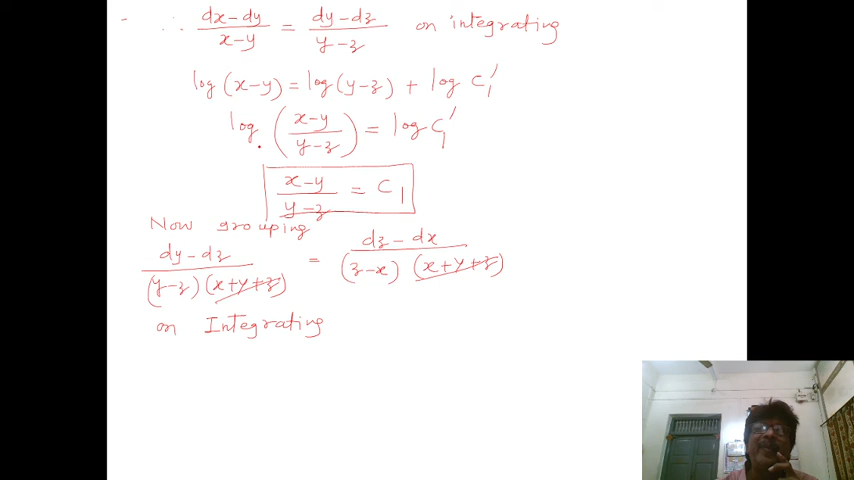 ∴ dx-dy / x-y = dy-dz / y-z on integrating
log(x-y) = log(y-z) + log C₁'
log (x-y / y-z) = log C₁'
x-y / y-z = C₁
Now grouping
dy-dz / (y-z)(x+y+z) = dz-dx / (z-x)(x+y+z)
on Integrating